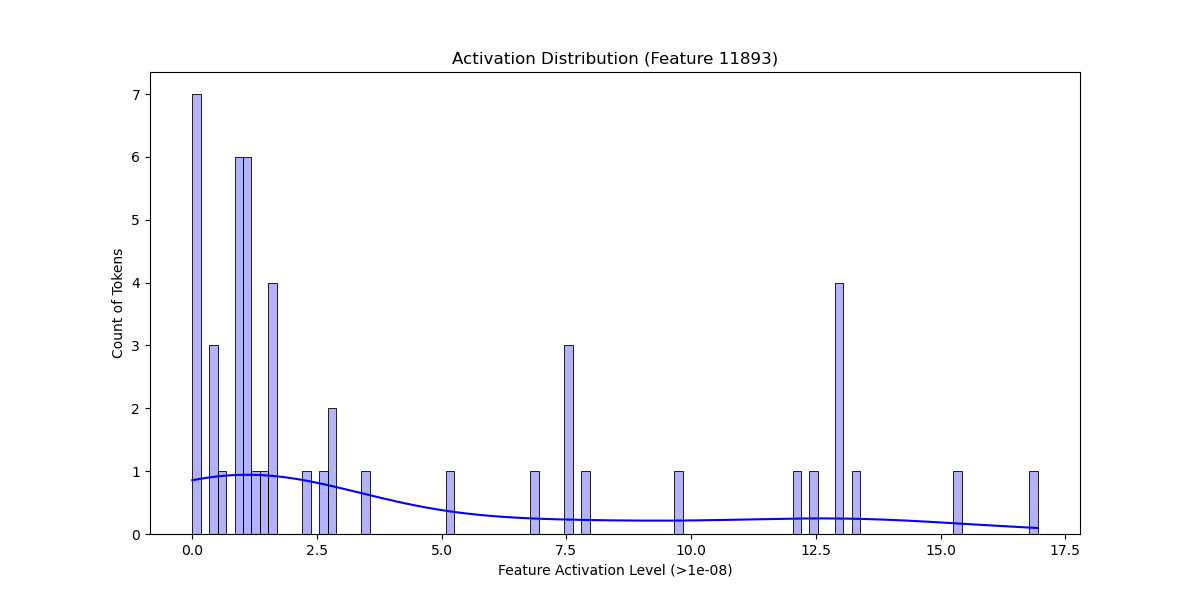 Activation Distribution (Feature 11893)
Count of Tokens
7
6
5
4
3
2
1
0
0.0 2.5 5.0 7.5 10.0 12.5 15.0 17.5
Feature Activation Level (>1e-08)